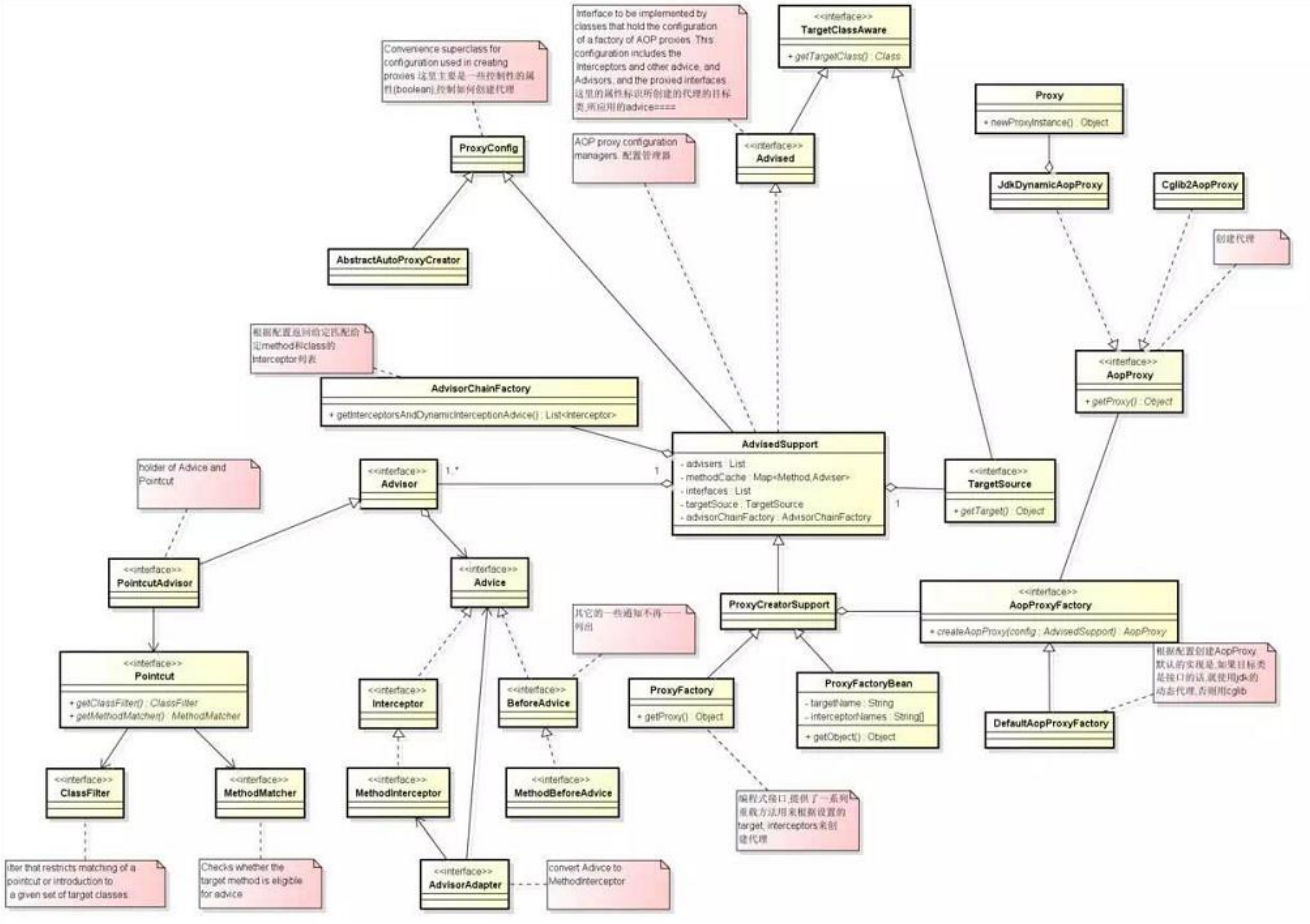 Convenience superclass for
configuration used in creating
proxies 这里主要是一些控制性的属
性(boolean),控制如何创建代理
Interface to be implemented by
classes that hold the configuration
of a factory of AOP proxies. This
configuration includes the
Interceptors and other advice, and
Advisors, and the proxied interfaces.
这里的属性标识所创建的代理的目标
类,所应用的advice====
<<interface>>
TargetClassAware
+ getTargetClass() : Class
Proxy
+ newProxyInstance() : Object
ProxyConfig
AOP proxy configuration
managers. 配置管理器
<<interface>>
Advised
JdkDynamicAopProxy
Cglib2AopProxy
创建代理
AbstractAutoProxyCreator
根据配置返回给定匹配给
定method和class的
Interceptor列表
AdvisorChainFactory
+ getInterceptorsAndDynamicInterceptionAdvice() : List<Interceptor>
<<interface>>
AopProxy
+ getProxy() : Object
AdvisedSupport
- advisers : List
- methodCache : Map<Method,Adviser>
- interfaces : List
- targetSouce : TargetSource
- advisorChainFactory : AdvisorChainFactory
holder of Advice and
Pointcut
<<interface>>
Advisor
1..*
1
1
<<interface>>
TargetSource
+ getTarget() : Object
<<interface>>
PointcutAdvisor
<<interface>>
Advice
其它的一些通知不再一一
列出
ProxyCreatorSupport
<<interface>>
AopProxyFactory
+ createAopProxy(config : AdvisedSupport) : AopProxy
根据配置创建AopProxy
默认的实现是,如果目标类
是接口的话,就使用jdk的
动态代理,否则用cglib
<<interface>>
Pointcut
+ getClassFilter() : ClassFilter
+ getMethodMatcher() : MethodMatcher
<<interface>>
Interceptor
<<interface>>
BeforeAdvice
ProxyFactory
+ getProxy() : Object
ProxyFactoryBean
- targetName : String
- interceptorNames : String[]
+ getObject() : Object
DefaultAopProxyFactory
<<interface>>
ClassFilter
<<interface>>
MethodMatcher
<<interface>>
MethodInterceptor
<<interface>>
MethodBeforeAdvice
编程式接口,提供了一系列
重载方法用来根据设置的
target, interceptors来创
建代理
ilter that restricts matching of a
pointcut or introduction to
a given set of target classes.
Checks whether the
target method is eligible
for advice
<<interface>>
AdvisorAdapter
convert Adivce to
MethodInterceptor